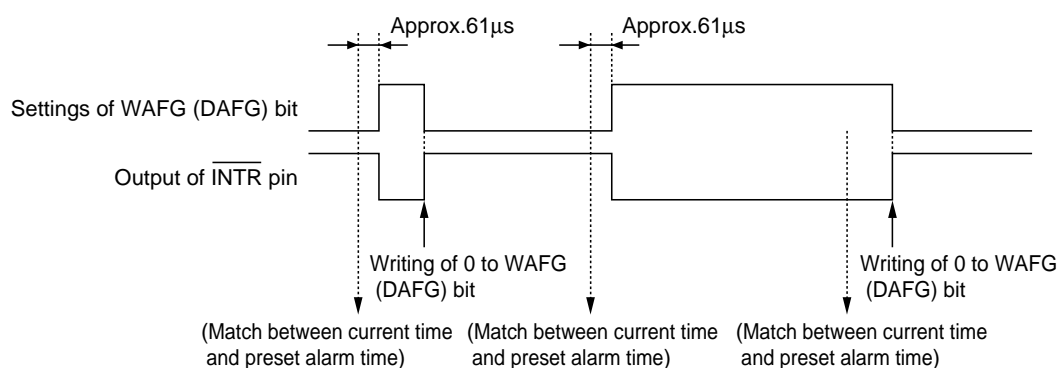 Approx.61μs
Approx.61μs
Settings of WAFG (DAFG) bit
Output of I̅N̅T̅R̅ pin
Writing of 0 to WAFG
(DAFG) bit
Writing of 0 to WAFG
(DAFG) bit
(Match between current time
and preset alarm time)
(Match between current time
and preset alarm time)
(Match between current time
and preset alarm time)